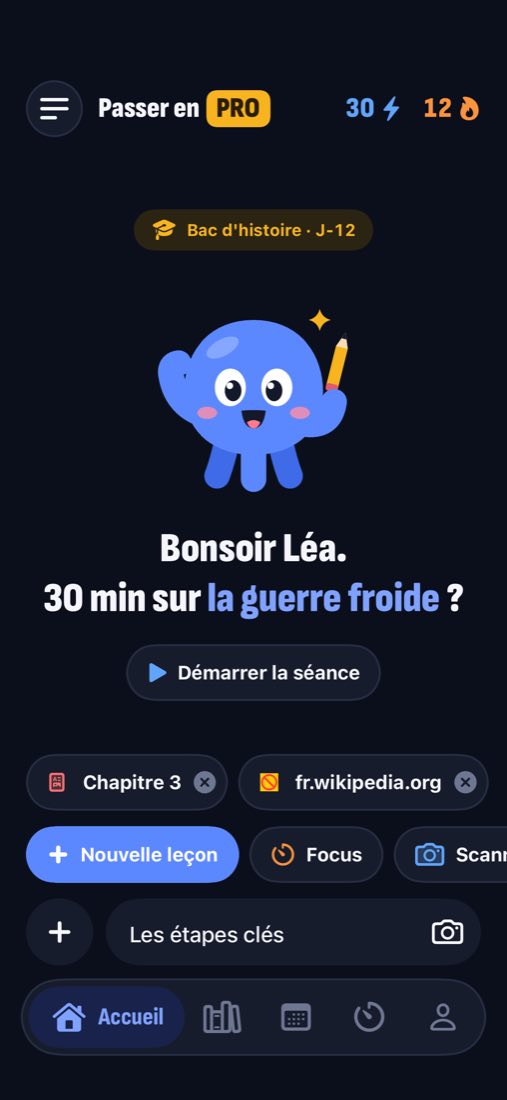 Passer en PRO 30 12
Bac d'histoire · J-12
Bonsoir Léa.
30 min sur la guerre froide ?
Démarrer la séance
Chapitre 3 fr.wikipedia.org
Nouvelle leçon Focus Scann
Les étapes clés
Accueil